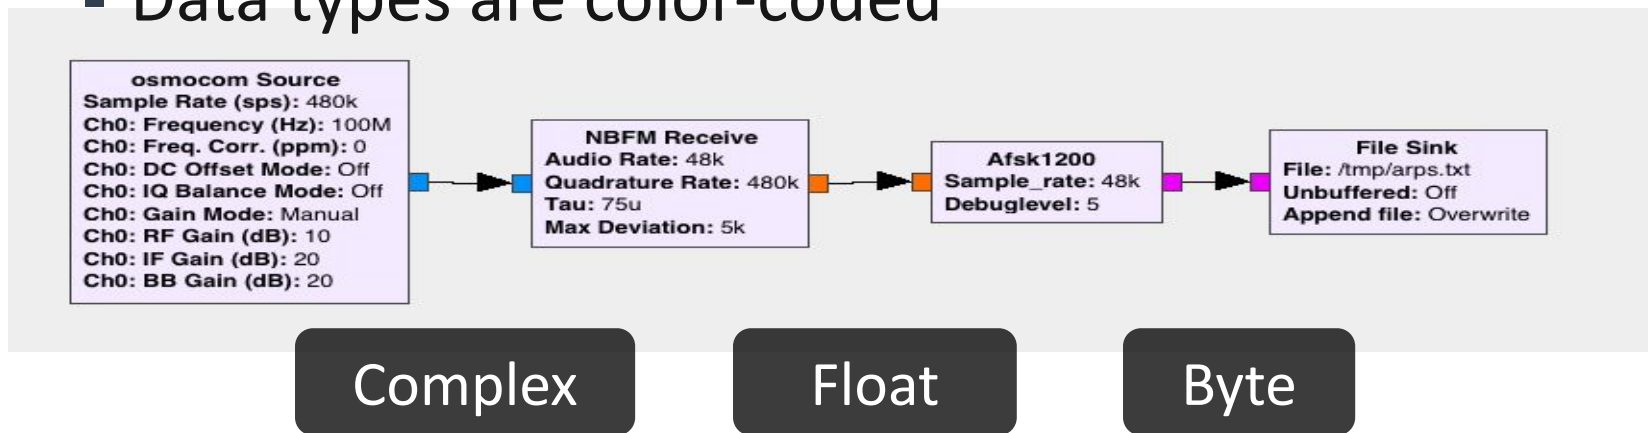 ▪ Data types are color-coded
osmocom Source
Sample Rate (sps): 480k
Ch0: Frequency (Hz): 100M
Ch0: Freq. Corr. (ppm): 0
Ch0: DC Offset Mode: Off
Ch0: IQ Balance Mode: Off
Ch0: Gain Mode: Manual
Ch0: RF Gain (dB): 10
Ch0: IF Gain (dB): 20
Ch0: BB Gain (dB): 20
NBFM Receive
Audio Rate: 48k
Quadrature Rate: 480k
Tau: 75u
Max Deviation: 5k
Afsk1200
Sample_rate: 48k
Debuglevel: 5
File Sink
File: /tmp/arps.txt
Unbuffered: Off
Append file: Overwrite
Complex
Float
Byte